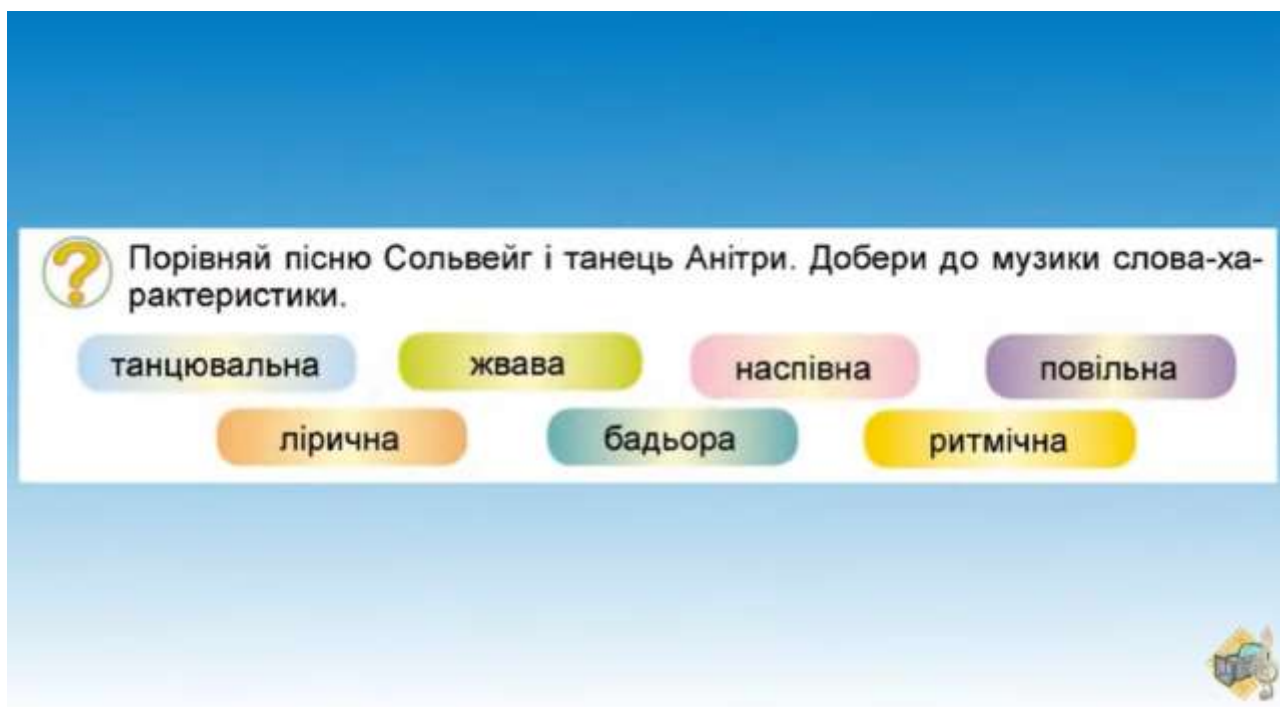 Порівняй пісню Сольвейг і танець Анітри. Добери до музики слова-ха-
рактеристики.
танцювальна жвава наспівна повільна
лірична бадьора ритмічна